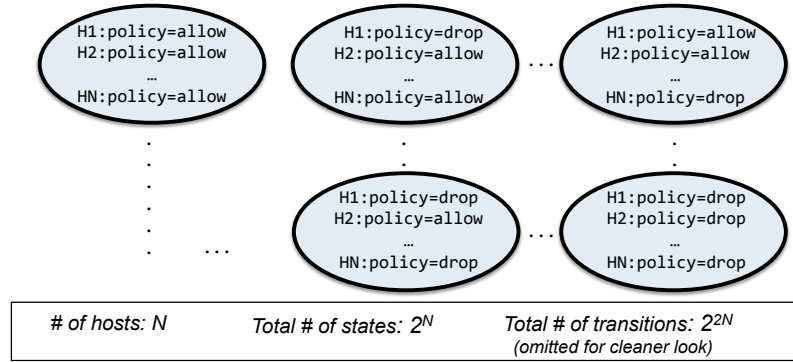 H1:policy=allow
H2:policy=allow
…
HN:policy=allow
H1:policy=drop
H2:policy=allow
…
HN:policy=allow
...
H1:policy=allow
H2:policy=allow
…
HN:policy=drop
...
H1:policy=drop
H2:policy=allow
…
HN:policy=drop
...
H1:policy=drop
H2:policy=drop
…
HN:policy=drop
# of hosts: N
Total # of states: 2^N
Total # of transitions: 2^2N
(omitted for cleaner look)